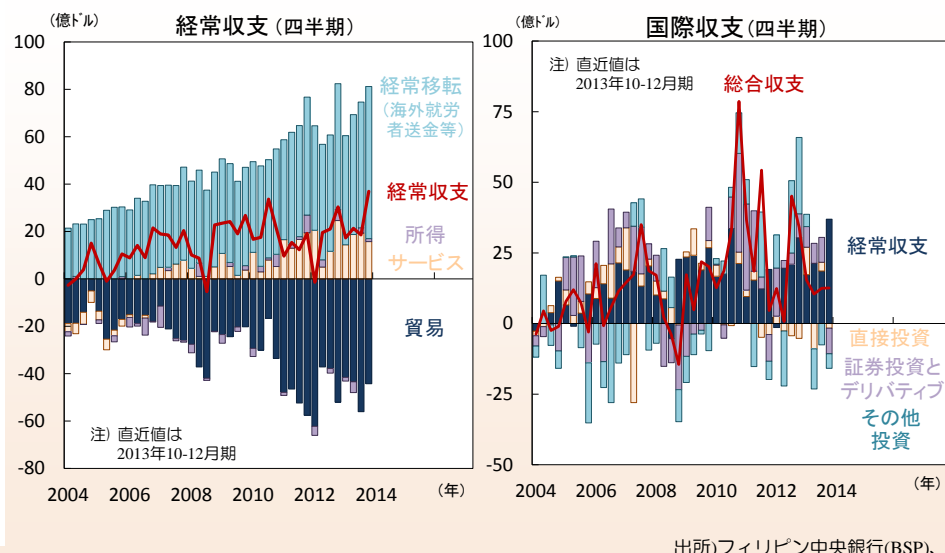 (億ドル)
経常収支 (四半期)
100
80
60
40
20
0
-20
-40
-60
-80
経常移転
(海外就労
者送金等)
経常収支
所得
サービス
貿易
注) 直近値は
2013年10-12月期
2004
2006
2008
2010
2012
2014
(年)
(億ドル)
国際収支 (四半期)
100
75
50
25
0
-25
-50
注) 直近値は
2013年10-12月期
総合収支
経常収支
直接投資
証券投資と
デリバティブ
その他
投資
2004
2006
2008
2010
2012
2014
(年)
出所)フィリピン中央銀行(BSP)、